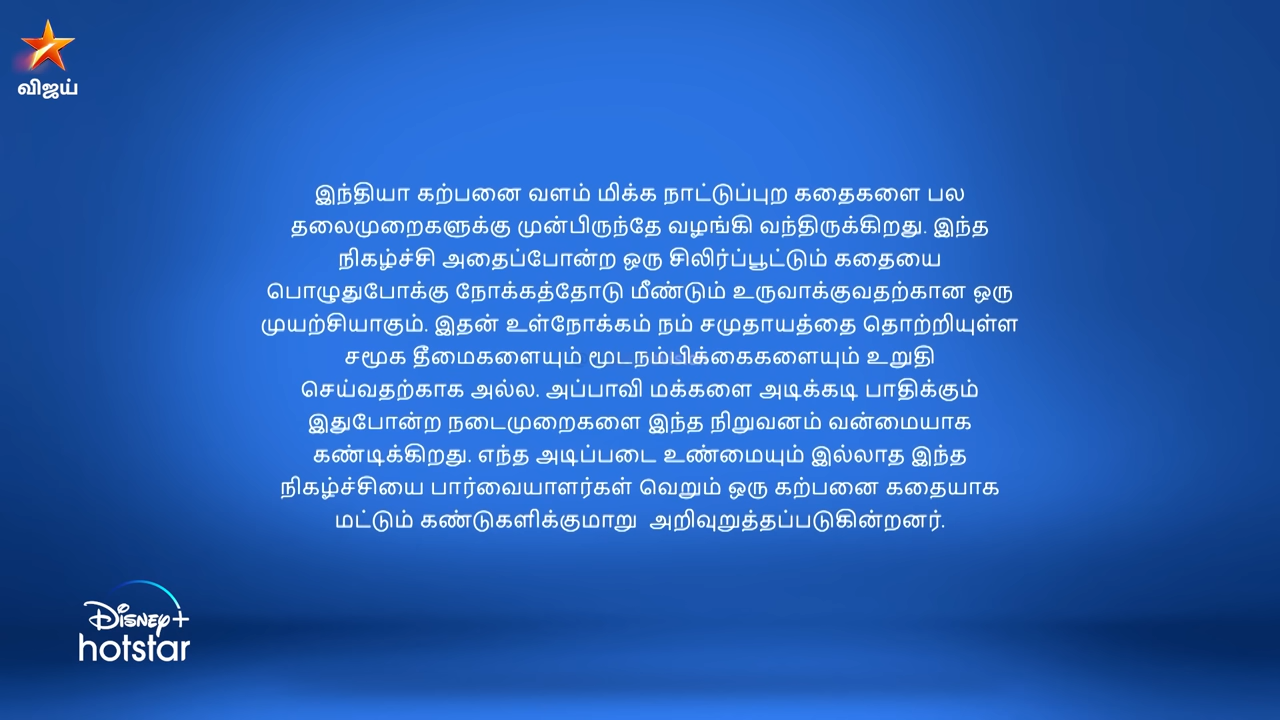 விஜய்
இந்தியா கற்பனை வளம் மிக்க நாட்டுப்புற கதைகளை பல
தலைமுறைகளுக்கு முன்பிருந்தே வழங்கி வந்திருக்கிறது. இந்த
நிகழ்ச்சி அதைப்போன்ற ஒரு சிலிர்ப்பூட்டும் கதையை
பொழுதுபோக்கு நோக்கத்தோடு மீண்டும் உருவாக்குவதற்கான ஒரு
முயற்சியாகும். இதன் உள்நோக்கம் நம் சமுதாயத்தை தொற்றியுள்ள
சமூக தீமைகளையும் மூடநம்பிக்கைகளையும் உறுதி
செய்வதற்காக அல்ல. அப்பாவி மக்களை அடிக்கடி பாதிக்கும்
இதுபோன்ற நடைமுறைகளை இந்த நிறுவனம் வன்மையாக
கண்டிக்கிறது. எந்த அடிப்படை உண்மையும் இல்லாத இந்த
நிகழ்ச்சியை பார்வையாளர்கள் வெறும் ஒரு கற்பனை கதையாக
மட்டும் கண்டுகளிக்குமாறு அறிவுறுத்தப்படுகின்றனர்.
Disney+
hotstar